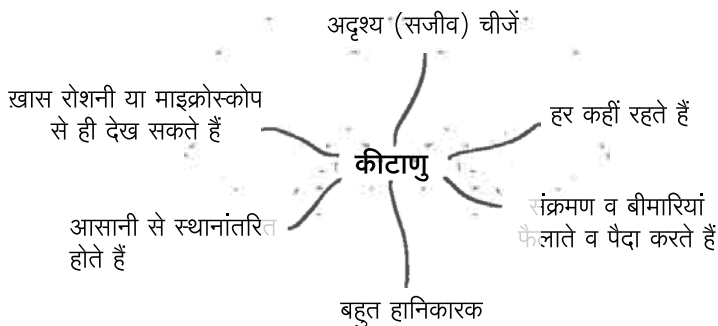 अदृश्य (सजीव) चीजें
ख़ास रोशनी या माइक्रोस्कोप
से ही देख सकते हैं
हर कहीं रहते हैं
कीटाणु
आसानी से स्थानांतरित
होते हैं
संक्रमण व बीमारियां
फैलाते व पैदा करते हैं
बहुत हानिकारक